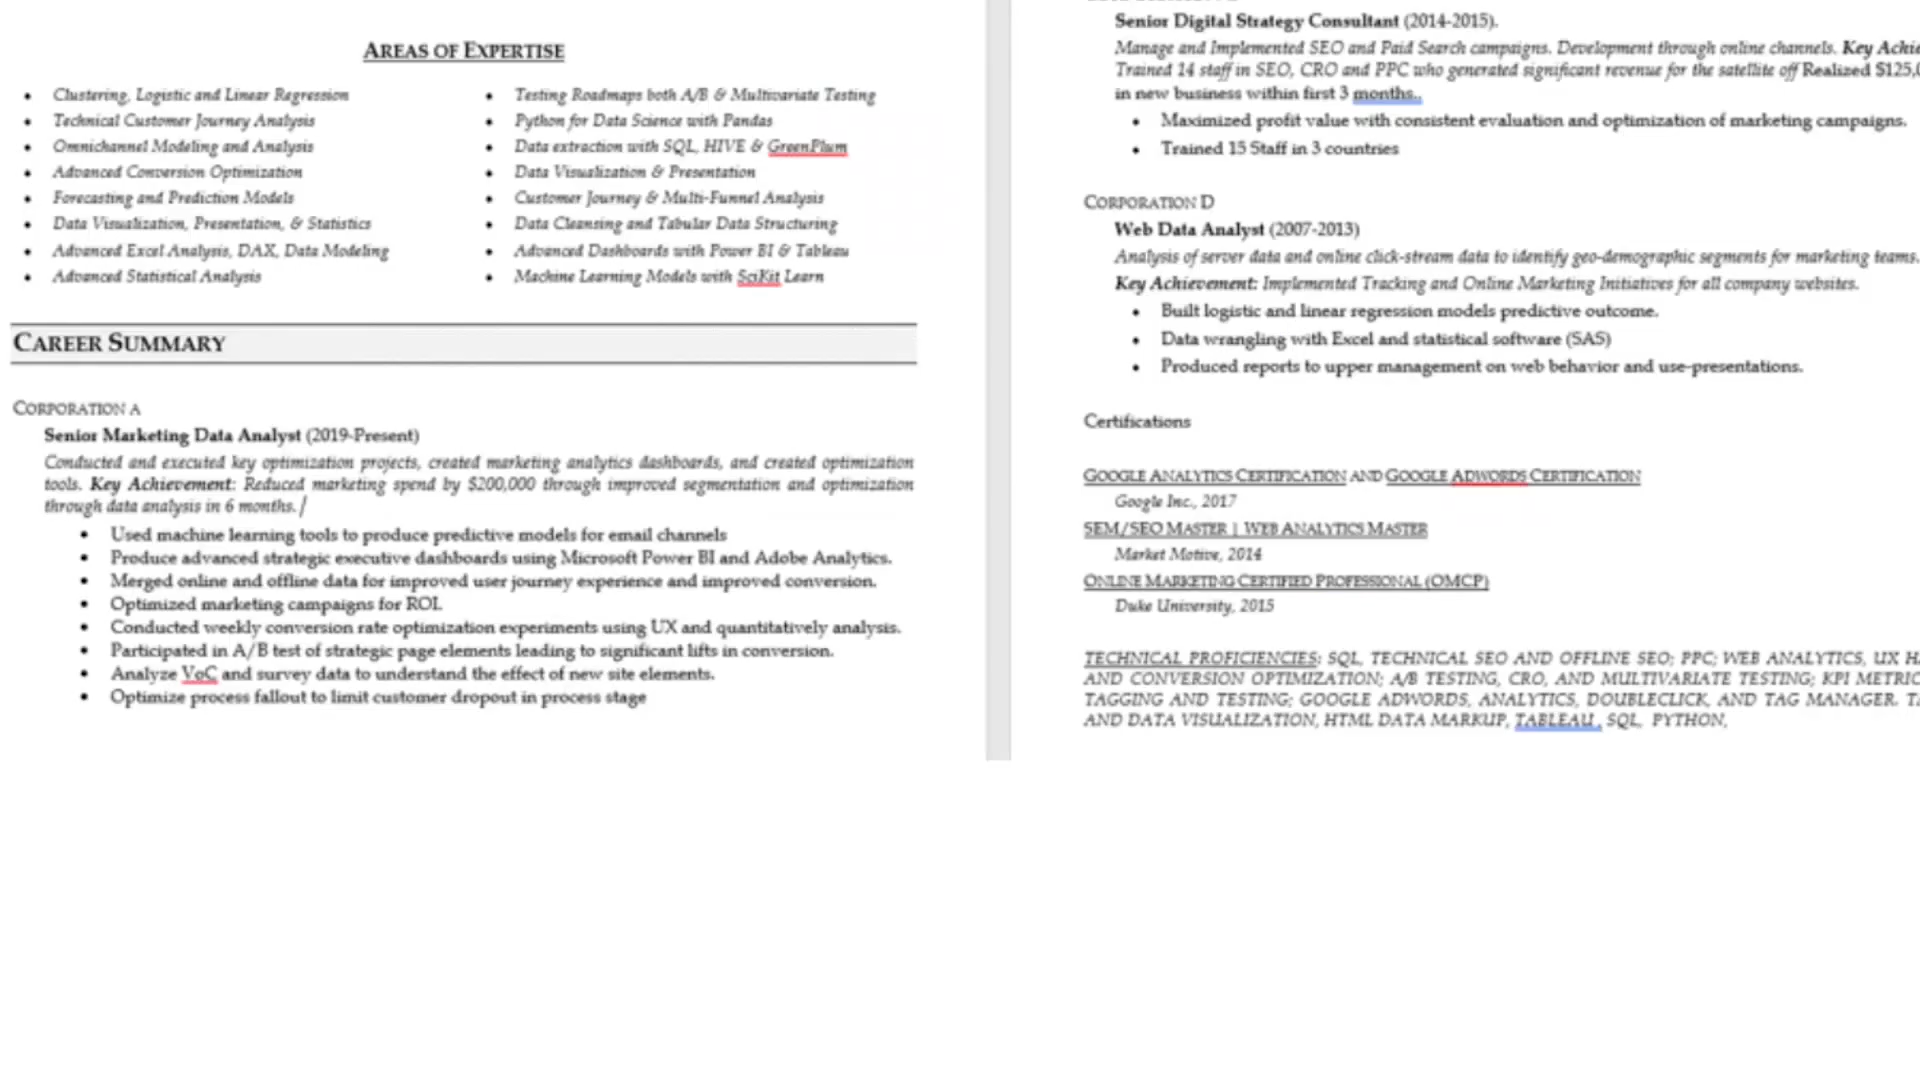 AREAS OF EXPERTISE
• Clustering, Logistic and Linear Regression
• Technical Customer Journey Analysis
• Omnichannel Modeling and Analysis
• Advanced Conversion Optimization
• Forecasting and Prediction Models
• Data Visualization, Presentation, & Statistics
• Advanced Excel Analysis, DAX, Data Modeling
• Advanced Statistical Analysis
• Testing Roadmaps both A/B & Multivariate Testing
• Python for Data Science with Pandas
• Data extraction with SQL, HIVE & GreenPlum
• Data Visualization & Presentation
• Customer Journey & Multi-Funnel Analysis
• Data Cleansing and Tabular Data Structuring
• Advanced Dashboards with Power BI & Tableau
• Machine Learning Models with SciKit Learn
CAREER SUMMARY
CORPORATION A
Senior Marketing Data Analyst (2019-Present)
Conducted and executed key optimization projects, created marketing analytics dashboards, and created optimization
tools. Key Achievement: Reduced marketing spend by $200,000 through improved segmentation and optimization
through data analysis in 6 months.
• Used machine learning tools to produce predictive models for email channels
• Produce advanced strategic executive dashboards using Microsoft Power BI and Adobe Analytics.
• Merged online and offline data for improved user journey experience and improved conversion.
• Optimized marketing campaigns for ROI.
• Conducted weekly conversion rate optimization experiments using UX and quantitatively analysis.
• Participated in A/B test of strategic page elements leading to significant lifts in conversion.
• Analyze VoC and survey data to understand the effect of new site elements.
• Optimize process fallout to limit customer dropout in process stage
Senior Digital Strategy Consultant (2014-2015).
Manage and Implemented SEO and Paid Search campaigns. Development through online channels. Key Achie
Trained 14 staff in SEO, CRO and PPC who generated significant revenue for the satellite off Realized $125,0
in new business within first 3 months..
• Maximized profit value with consistent evaluation and optimization of marketing campaigns.
• Trained 15 Staff in 3 countries
CORPORATION D
Web Data Analyst (2007-2013)
Analysis of server data and online click-stream data to identify geo-demographic segments for marketing teams.
Key Achievement: Implemented Tracking and Online Marketing Initiatives for all company websites.
• Built logistic and linear regression models predictive outcome.
• Data wrangling with Excel and statistical software (SAS)
• Produced reports to upper management on web behavior and use-presentations.
Certifications
GOOGLE ANALYTICS CERTIFICATION AND GOOGLE ADWORDS CERTIFICATION
Google Inc., 2017
SEM/SEO MASTER | WEB ANALYTICS MASTER
Market Motive, 2014
ONLINE MARKETING CERTIFIED PROFESSIONAL (OMCP)
Duke University, 2015
TECHNICAL PROFICIENCIES: SQL, TECHNICAL SEO AND OFFLINE SEO; PPC; WEB ANALYTICS, UX H
AND CONVERSION OPTIMIZATION; A/B TESTING, CRO, AND MULTIVARIATE TESTING; KPI METRIC
TAGGING AND TESTING; GOOGLE ADWORDS, ANALYTICS, DOUBLECLICK, AND TAG MANAGER. TA
AND DATA VISUALIZATION, HTML DATA MARKUP, TABLEAU , SQL, PYTHON,